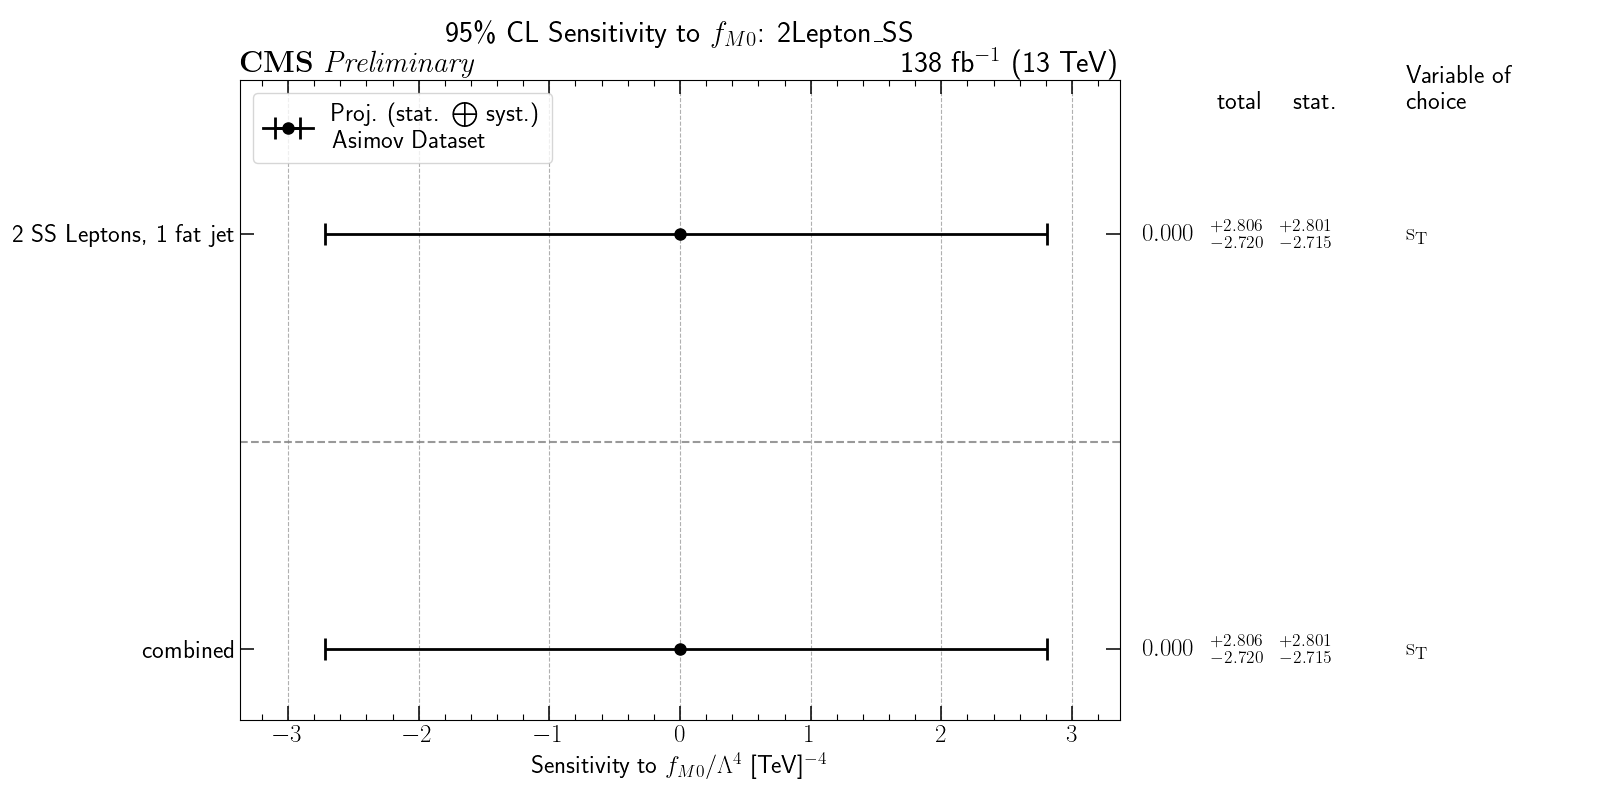 95% CL Sensitivity to f_{M0}: 2Lepton_SS
CMS Preliminary 138 fb⁻¹ (13 TeV)
Variable of
total stat. choice
Proj. (stat. ⊕ syst.)
Asimov Dataset
2 SS Leptons, 1 fat jet 0.000 +2.806 −2.720 +2.801 −2.715 s_T
combined 0.000 +2.806 −2.720 +2.801 −2.715 s_T
−3 −2 −1 0 1 2 3
Sensitivity to f_{M0}/Λ⁴ [TeV]⁻⁴